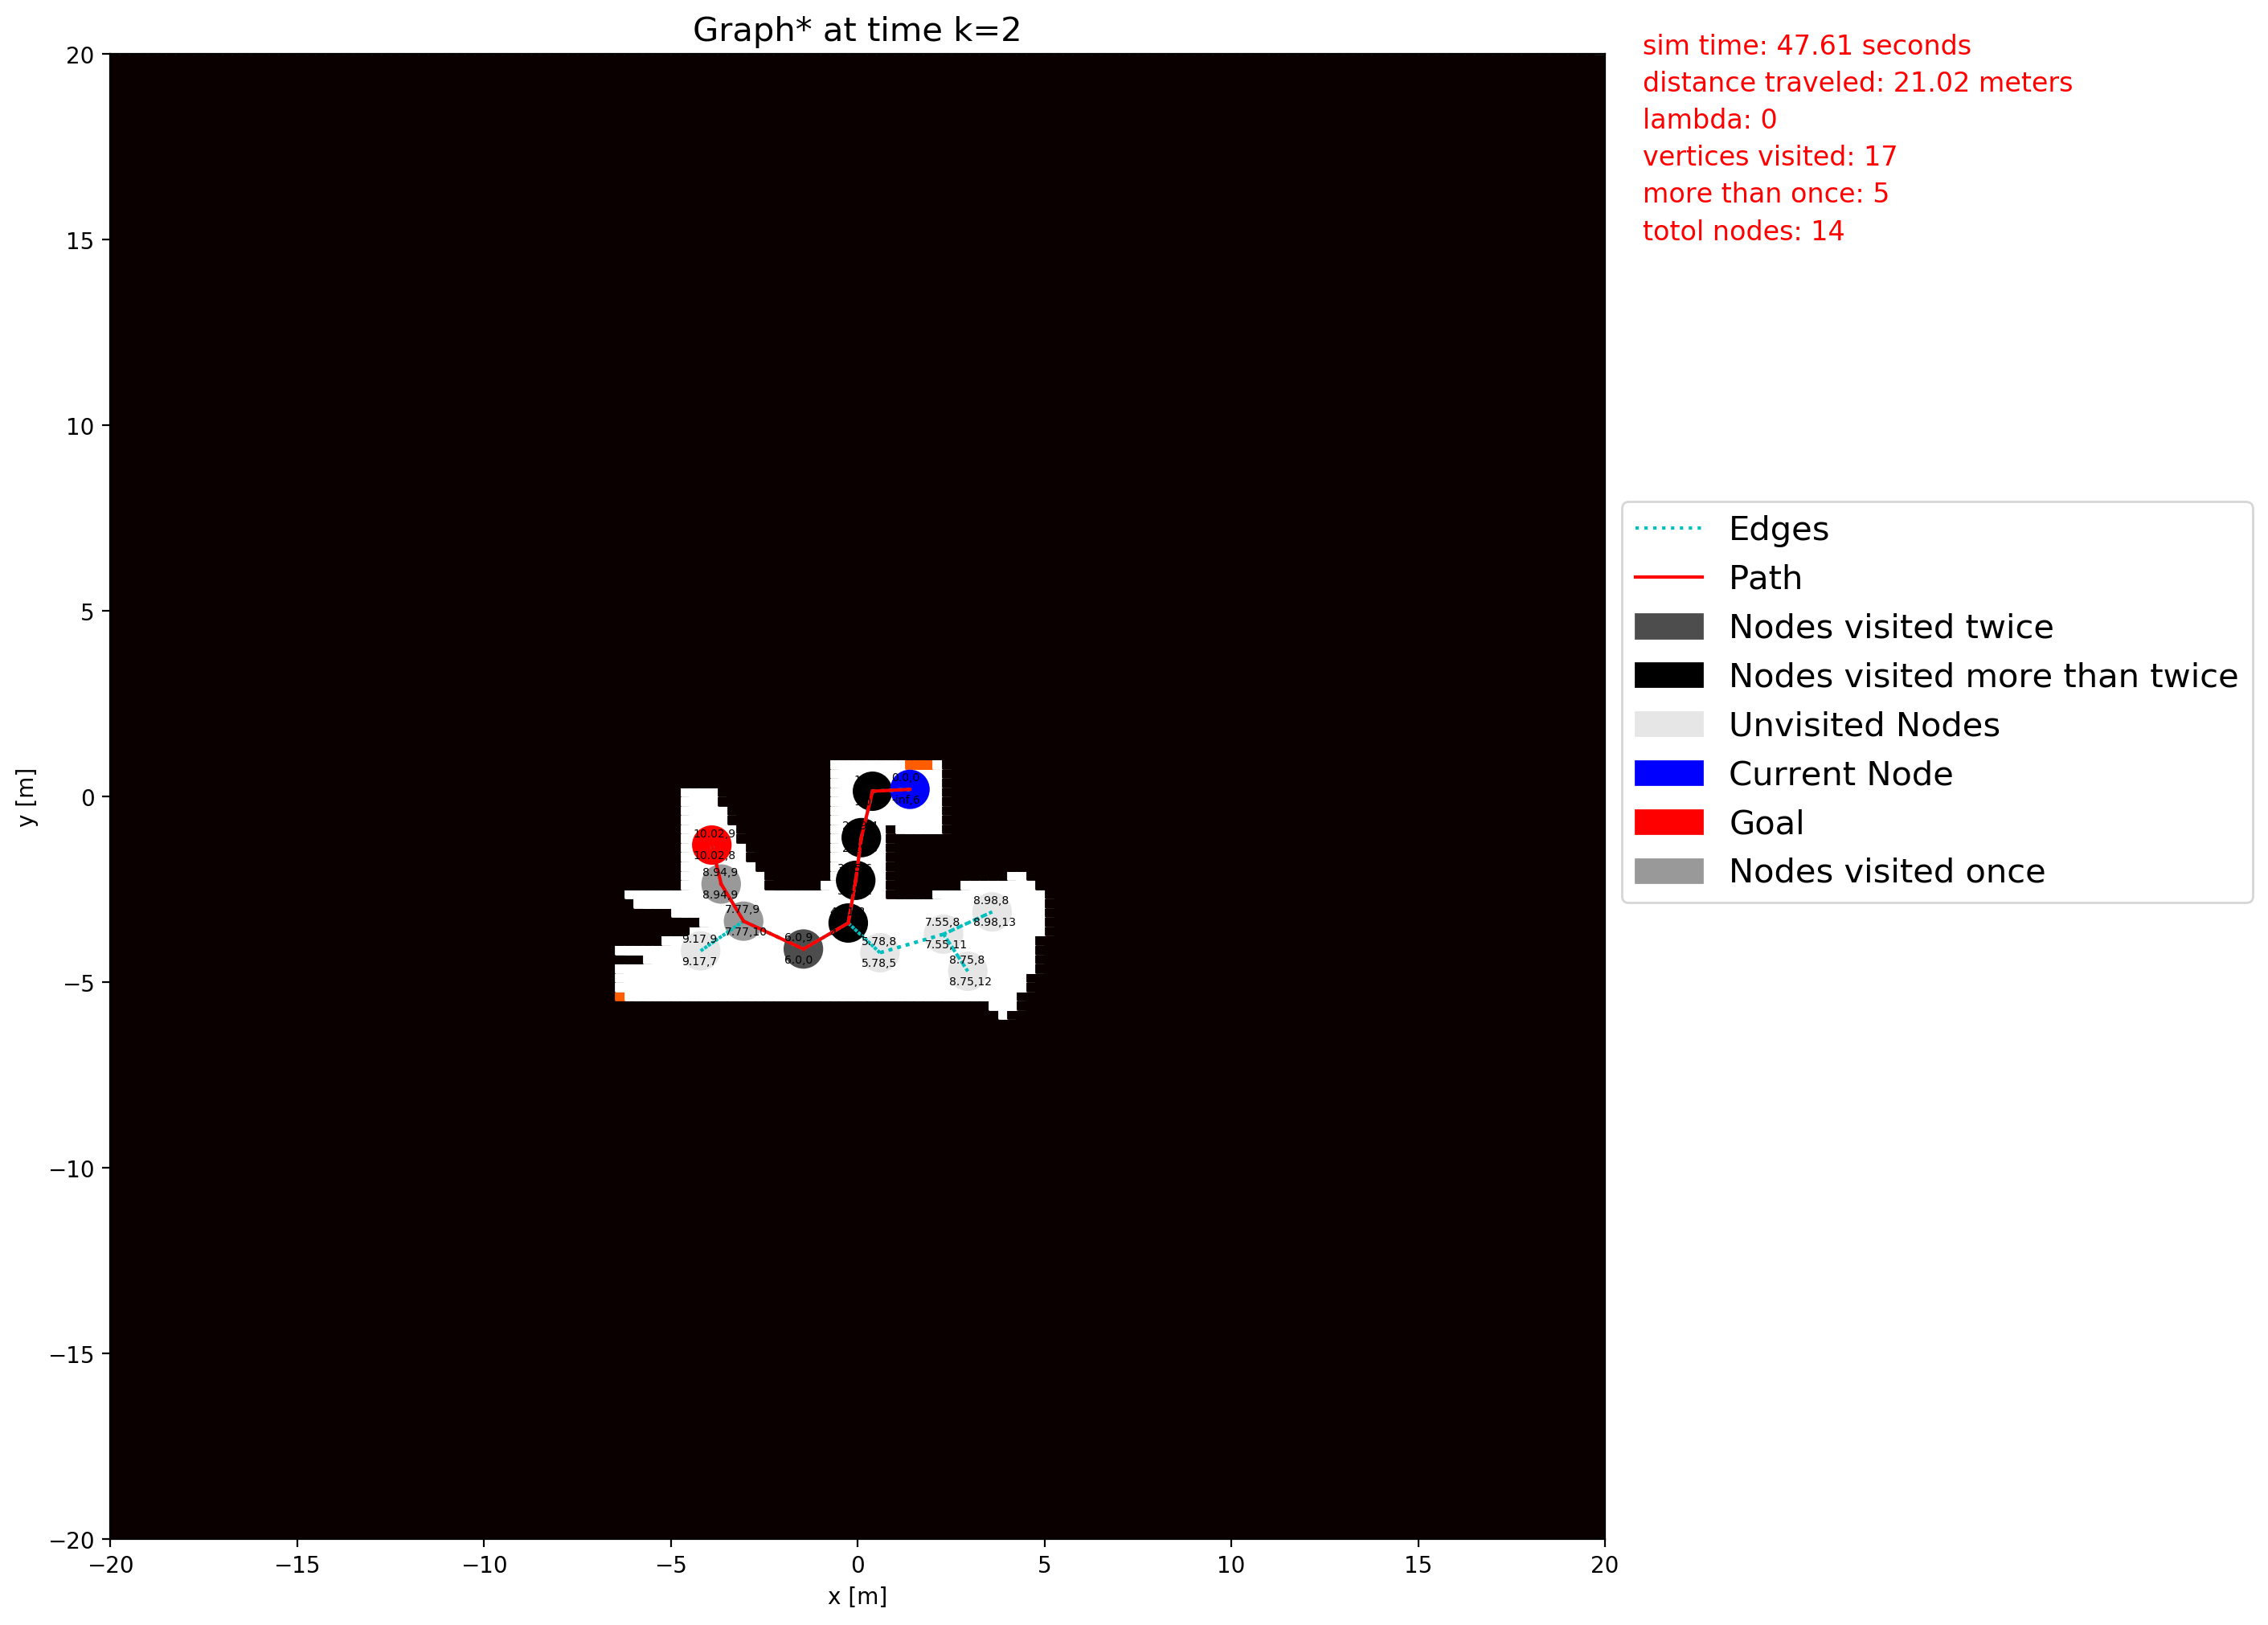 Graph* at time k=2
sim time: 47.61 seconds
distance traveled: 21.02 meters
lambda: 0
vertices visited: 17
more than once: 5
totol nodes: 14
20
15
10
5
0
−5
−10
−15
−20
y [m]
−20 −15 −10 −5 0 5 10 15 20
x [m]
10.02,9
10.02,8
8.94,9
8.94,9
7.77,9
7.77,10
9.17,9
9.17,7
6.0,9
6.0,0
5.78,8
5.78,5
7.55,8
7.55,11
8.98,8
8.98,13
8.75,8
8.75,12
0.0,0
Edges
Path
Nodes visited twice
Nodes visited more than twice
Unvisited Nodes
Current Node
Goal
Nodes visited once